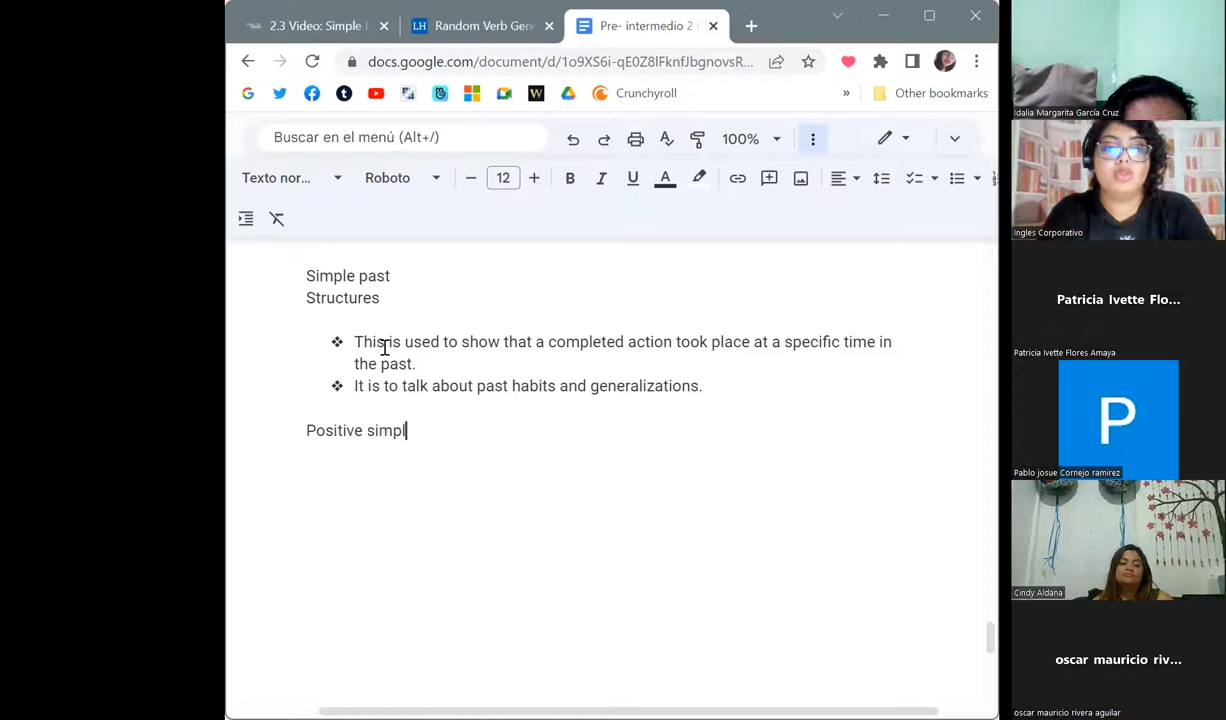 2.3 Video: Simple
LH Random Verb Gen
Pre- intermedio 2
docs.google.com/document/d/1o9XS6i-qE0Z8lFknfJbgnovsR...
Crunchyroll
» Other bookmarks
Buscar en el menú (Alt+/)
100%
Texto nor...
Roboto
12
B I U A
Simple past
Structures
❖ This is used to show that a completed action took place at a specific time in
the past.
❖ It is to talk about past habits and generalizations.
Positive simpl
Idalia Margarita García Cruz
Ingles Corporativo
Patricia Ivette Flo...
Patricia Ivette Flores Amaya
P
Pablo josue Cornejo ramirez
Cindy Aldana
oscar mauricio riv...
oscar mauricio rivera aguilar